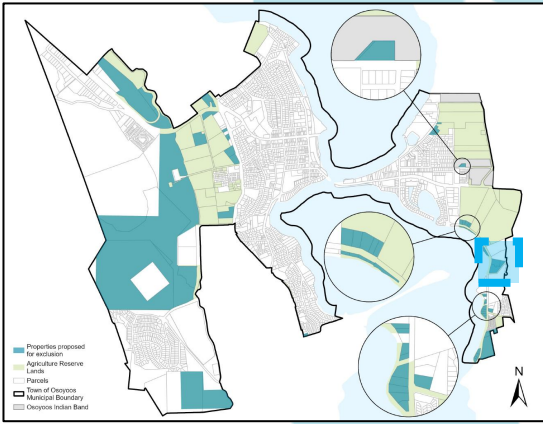 Properties proposed
for exclusion
Agriculture Reserve
Lands
Parcels
Town of Osoyoos
Municipal Boundary
Osoyoos Indian Band
N